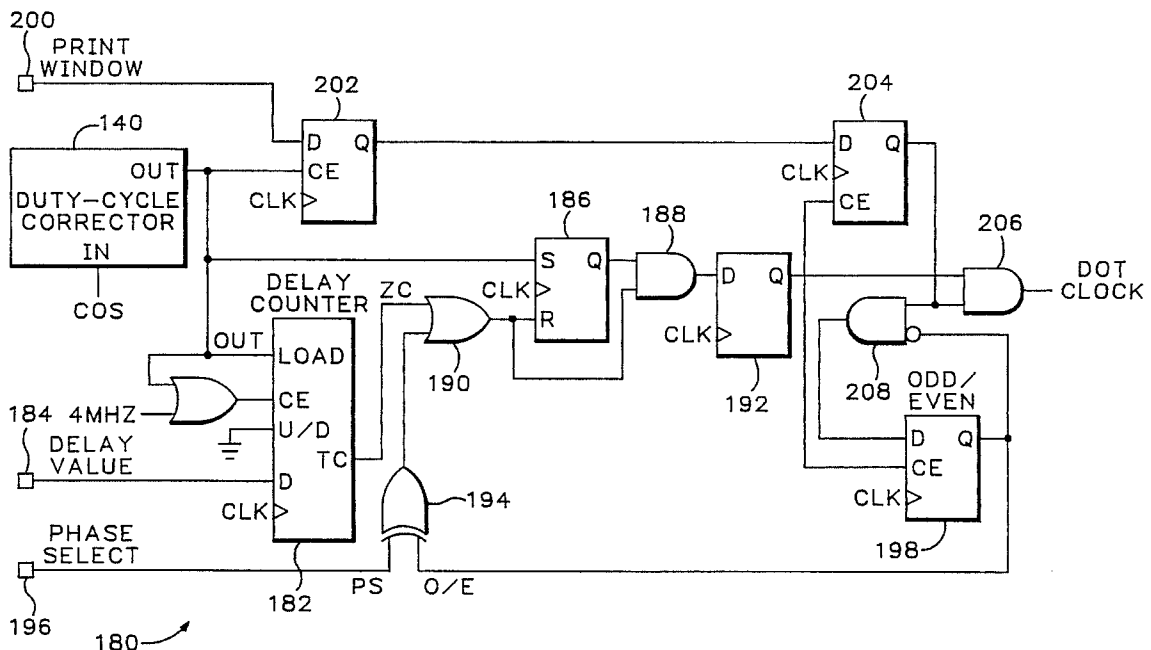 200
PRINT
WINDOW
202
204
140
D Q
D Q
OUT
CE
CLK
CLK
CE
DUTY-CYCLE
CORRECTOR
IN
186
188
206
S Q
D Q
DOT
CLOCK
COS
DELAY
COUNTER
ZC
CLK
R
CLK
OUT
LOAD
190
192
208
ODD/
EVEN
184 4MHZ
CE
U/D
DELAY
VALUE
TC
D Q
D
CE
CLK
194
CLK
PHASE
SELECT
198
PS O/E
196
182
180